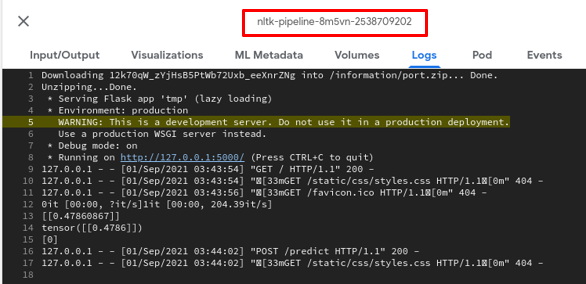 nltk-pipeline-8m5vn-2538709202
Input/Output Visualizations ML Metadata Volumes Logs Pod Events
1 Downloading 12k70qW_zYjHsB5PtWb72Uxb_eeXnrZNg into /information/port.zip... Done.
2 Unzipping...Done.
3 * Serving Flask app 'tmp' (lazy loading)
4 * Environment: production
5 WARNING: This is a development server. Do not use it in a production deployment.
6 Use a production WSGI server instead.
7 * Debug mode: on
8 * Running on http://127.0.0.1:5000/ (Press CTRL+C to quit)
9 127.0.0.1 - - [01/Sep/2021 03:43:54] "GET / HTTP/1.1" 200 -
10 127.0.0.1 - - [01/Sep/2021 03:43:54] "[33mGET /static/css/styles.css HTTP/1.1[0m" 404 -
11 127.0.0.1 - - [01/Sep/2021 03:43:56] "[33mGET /favicon.ico HTTP/1.1[0m" 404 -
12 0it [00:00, ?it/s]1it [00:00, 204.39it/s]
13 [[0.47860867]]
14 tensor([[0.4786]])
15 [0]
16 127.0.0.1 - - [01/Sep/2021 03:44:02] "POST /predict HTTP/1.1" 200 -
17 127.0.0.1 - - [01/Sep/2021 03:44:02] "[33mGET /static/css/styles.css HTTP/1.1[0m" 404 -
18